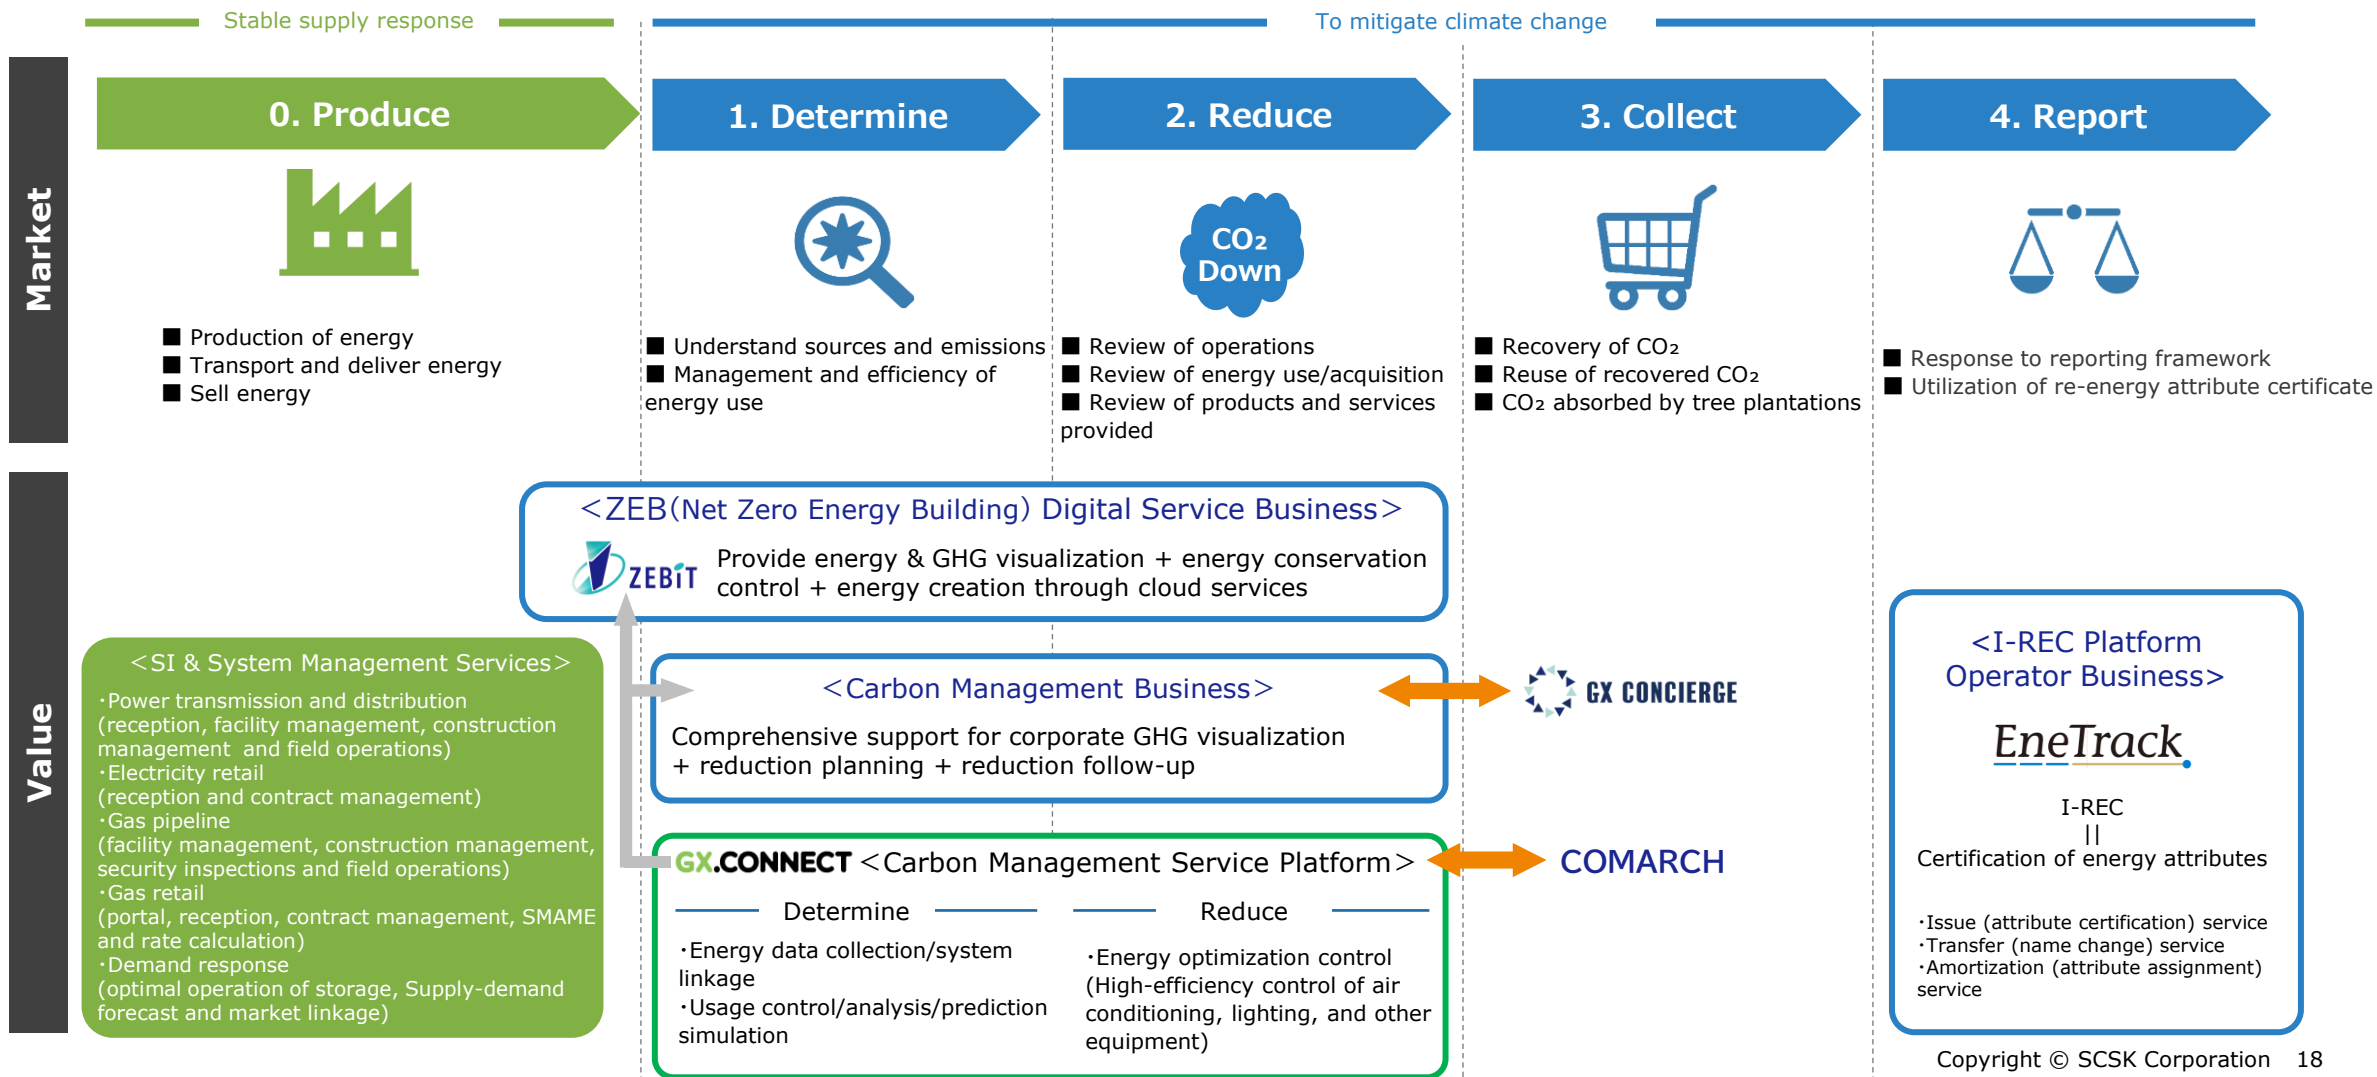 Stable supply response
To mitigate climate change
Market
0. Produce
1. Determine
2. Reduce
3. Collect
4. Report
CO₂
Down
■ Production of energy
■ Transport and deliver energy
■ Sell energy
■ Understand sources and emissions
■ Management and efficiency of
energy use
■ Review of operations
■ Review of energy use/acquisition
■ Review of products and services
provided
■ Recovery of CO₂
■ Reuse of recovered CO₂
■ CO₂ absorbed by tree plantations
■ Response to reporting framework
■ Utilization of re-energy attribute certificate
Value
<SI & System Management Services>
・Power transmission and distribution
(reception, facility management, construction
management and field operations)
・Electricity retail
(reception and contract management)
・Gas pipeline
(facility management, construction management,
security inspections and field operations)
・Gas retail
(portal, reception, contract management, SMAME
and rate calculation)
・Demand response
(optimal operation of storage, Supply-demand
forecast and market linkage)
<ZEB(Net Zero Energy Building) Digital Service Business>
ZEBiT
Provide energy & GHG visualization + energy conservation
control + energy creation through cloud services
<Carbon Management Business>
Comprehensive support for corporate GHG visualization
+ reduction planning + reduction follow-up
GX CONCIERGE
GX.CONNECT <Carbon Management Service Platform>
COMARCH
Determine
・Energy data collection/system
linkage
・Usage control/analysis/prediction
simulation
Reduce
・Energy optimization control
(High-efficiency control of air
conditioning, lighting, and other
equipment)
<I-REC Platform
Operator Business>
EneTrack
I-REC
||
Certification of energy attributes
・Issue (attribute certification) service
・Transfer (name change) service
・Amortization (attribute assignment)
service
Copyright © SCSK Corporation 18